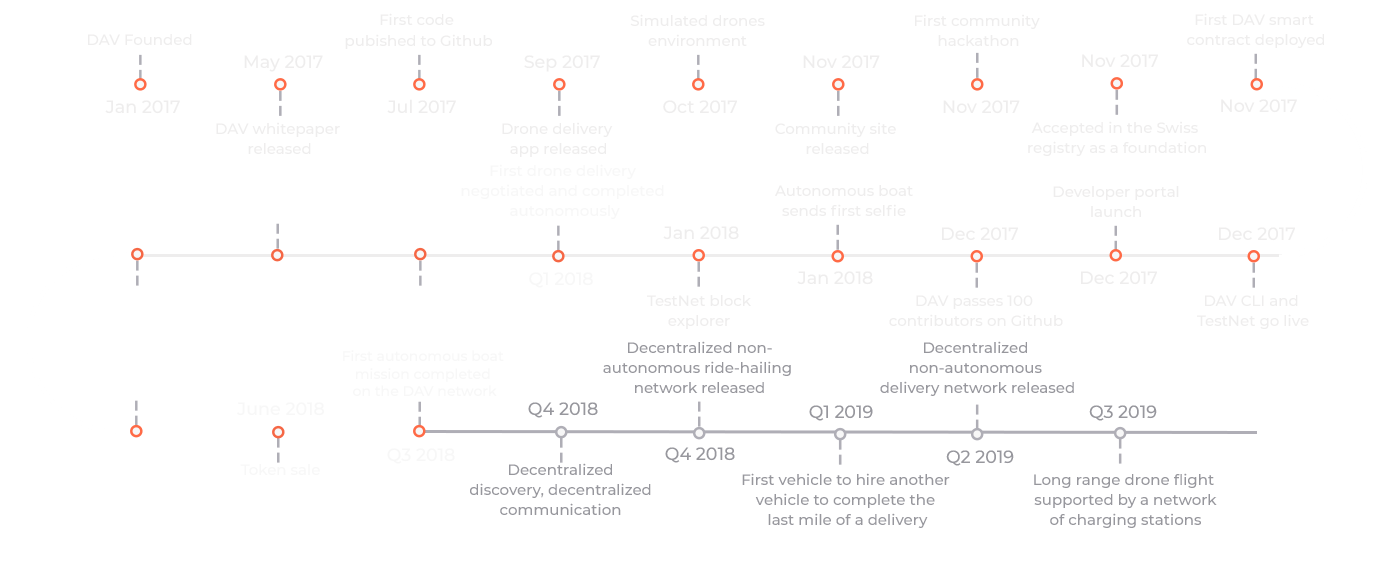 DAV Founded
Jan 2017
May 2017
DAV whitepaper
released
First code
pubished to Github
Jul 2017
Sep 2017
Drone delivery
app released
Simulated drones
environment
Oct 2017
Nov 2017
Community site
released
First community
hackathon
Nov 2017
Nov 2017
Accepted in the Swiss
registry as a foundation
First DAV smart
contract deployed
Nov 2017
First drone delivery
negotiated and completed
autonomously
Q1 2018
Jan 2018
TestNet block
explorer
Autonomous boat
sends first selfie
Jan 2018
Dec 2017
DAV passes 100
contributors on Github
Developer portal
launch
Dec 2017
Dec 2017
DAV CLI and
TestNet go live
June 2018
Token sale
First autonomous boat
mission completed
on the DAV network
Q3 2018
Q4 2018
Decentralized
discovery, decentralized
communication
Decentralized non-
autonomous ride-hailing
network released
Q4 2018
Q1 2019
First vehicle to hire another
vehicle to complete the
last mile of a delivery
Decentralized
non-autonomous
delivery network released
Q2 2019
Q3 2019
Long range drone flight
supported by a network
of charging stations